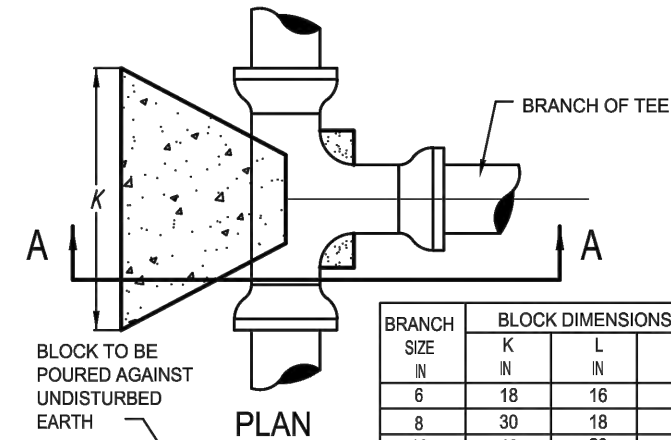 BRANCH OF TEE
K
A
A
BLOCK TO BE
POURED AGAINST
UNDISTURBED
EARTH
PLAN
BRANCH SIZE IN BLOCK DIMENSIONS
K IN L IN
6 18 16
8 30 18